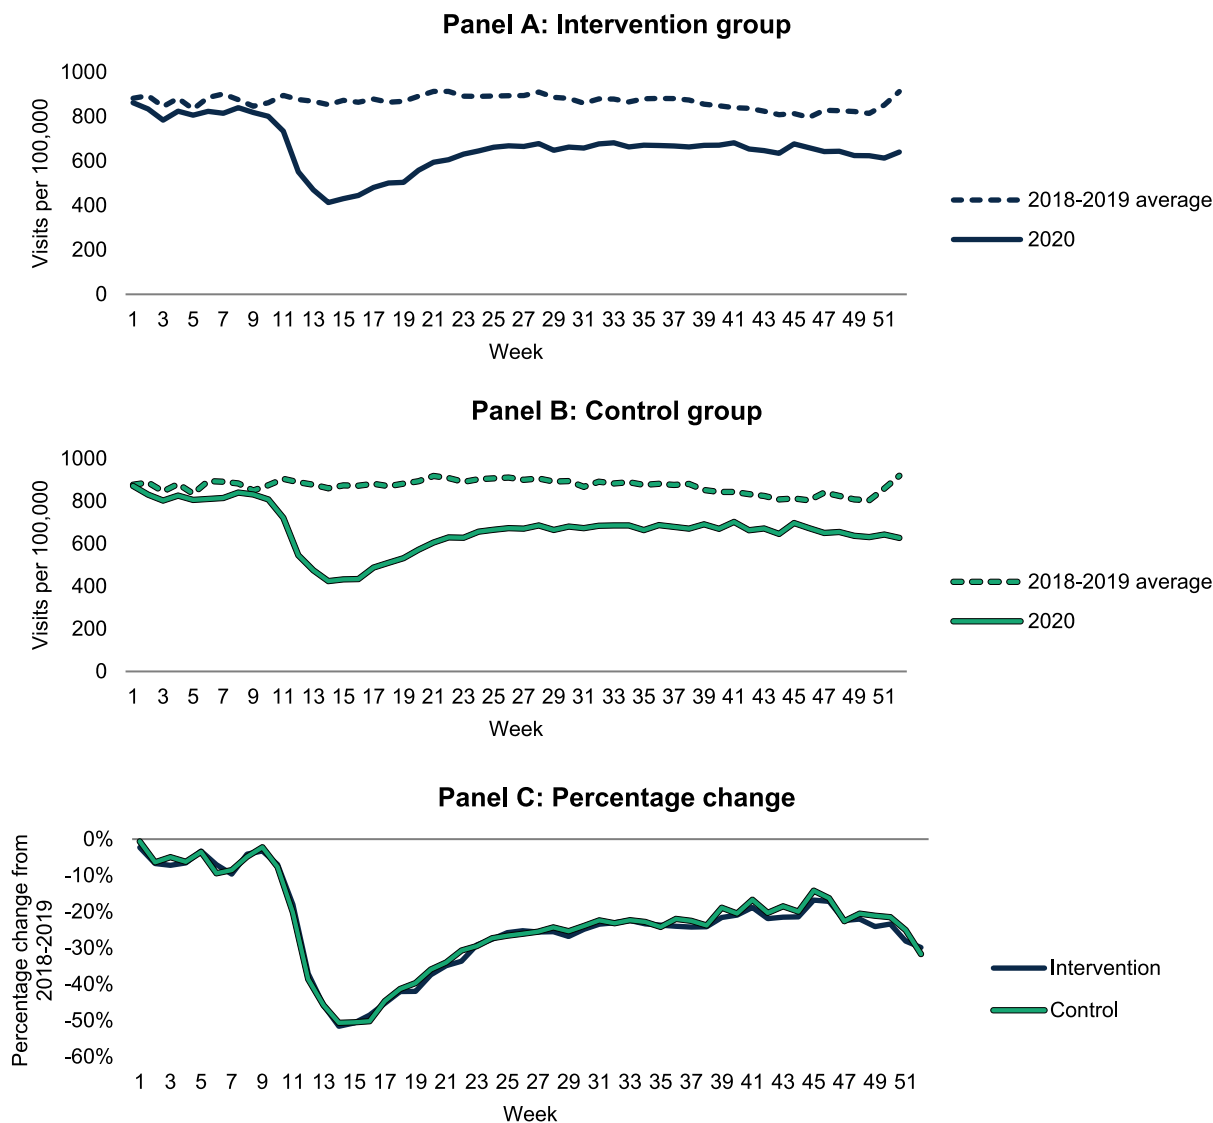 Panel A: Intervention group
Visits per 100,000
1000
800
600
400
200
0
1 3 5 7 9 11 13 15 17 19 21 23 25 27 29 31 33 35 37 39 41 43 45 47 49 51
Week
2018-2019 average
2020
Panel B: Control group
Visits per 100,000
1000
800
600
400
200
0
1 3 5 7 9 11 13 15 17 19 21 23 25 27 29 31 33 35 37 39 41 43 45 47 49 51
Week
2018-2019 average
2020
Panel C: Percentage change
Percentage change from
2018-2019
0%
-10%
-20%
-30%
-40%
-50%
-60%
1 3 5 7 9 11 13 15 17 19 21 23 25 27 29 31 33 35 37 39 41 43 45 47 49 51
Week
Intervention
Control